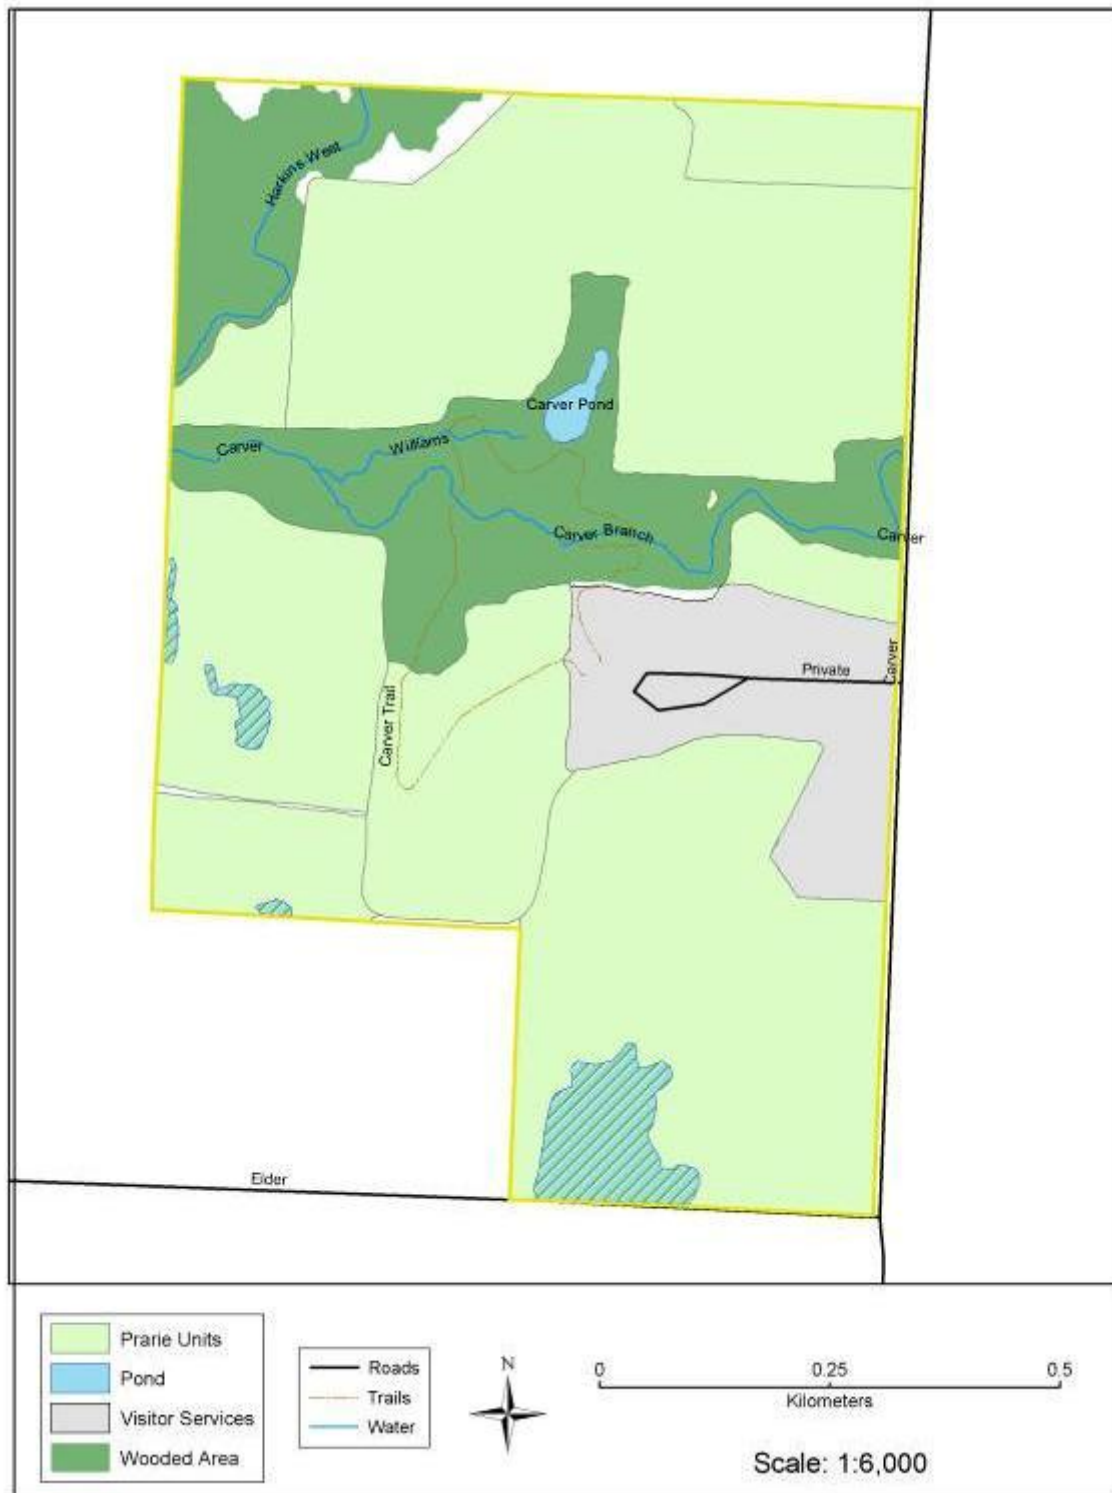 Harkins West
Carver Pond
Carver
Williams
Carver Branch
Carver
Carver
Private
Carver Trail
Elder
Prarie Units
Pond
Visitor Services
Wooded Area
Roads
Trails
Water
N
0 0.25 0.5
Kilometers
Scale: 1:6,000